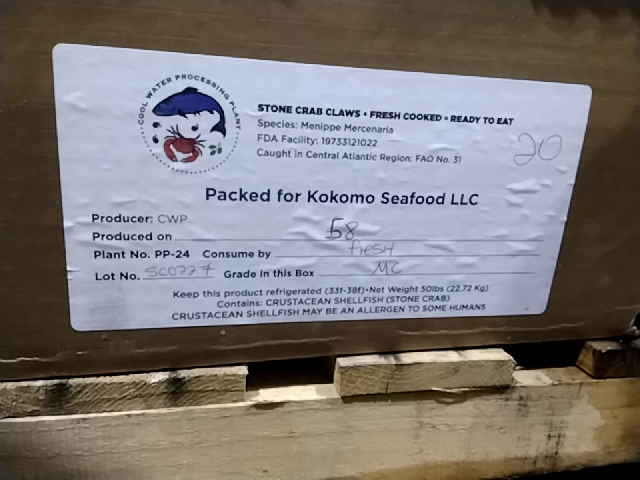 COOL WATER PROCESSING PLANT
STONE CRAB CLAWS • FRESH COOKED • READY TO EAT
Species: Menippe Mercenaria
FDA Facility: 19733121022
Caught in Central Atlantic Region: FAO No. 31
20
Packed for Kokomo Seafood LLC
Producer: CWP
Produced on 58
Plant No. PP-24 Consume by fresh
Lot No. SC0227 Grade in this Box MC
Keep this product refrigerated (33f-38f)•Net Weight 50lbs (22.72 Kg)
Contains: CRUSTACEAN SHELLFISH (STONE CRAB)
CRUSTACEAN SHELLFISH MAY BE AN ALLERGEN TO SOME HUMANS